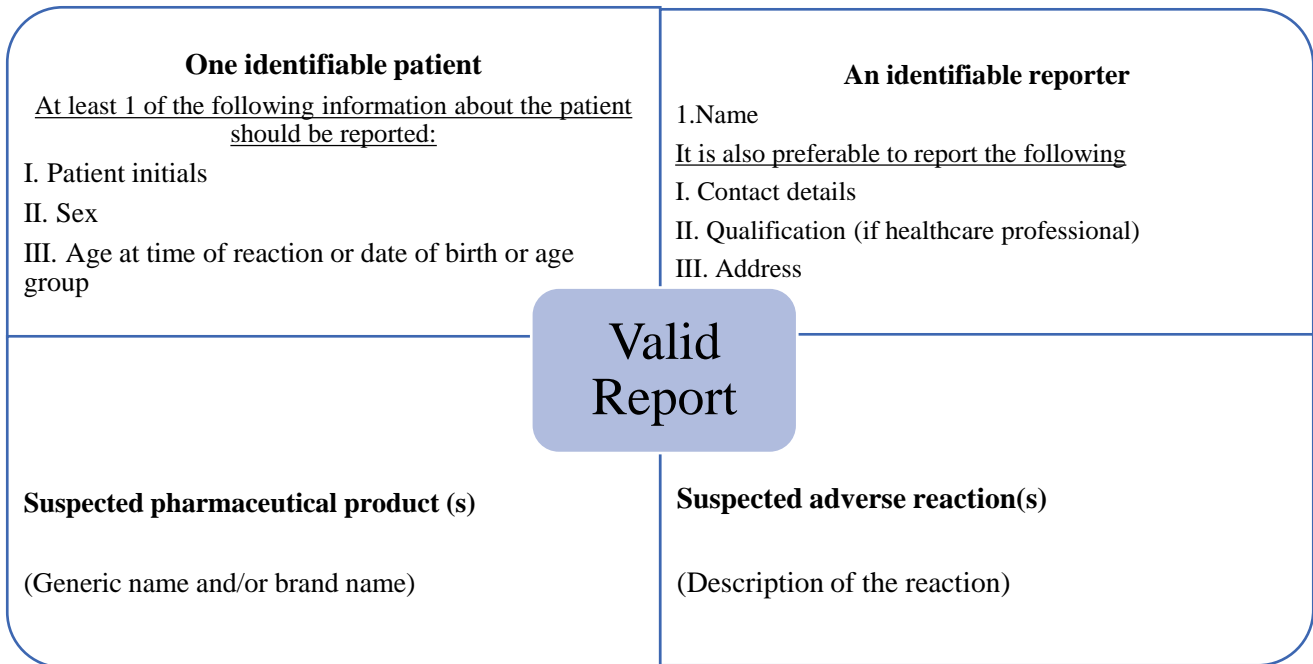 One identifiable patient
At least 1 of the following information about the patient
should be reported:
I. Patient initials
II. Sex
III. Age at time of reaction or date of birth or age
group
An identifiable reporter
1.Name
It is also preferable to report the following
I. Contact details
II. Qualification (if healthcare professional)
III. Address
Valid
Report
Suspected pharmaceutical product (s)
(Generic name and/or brand name)
Suspected adverse reaction(s)
(Description of the reaction)